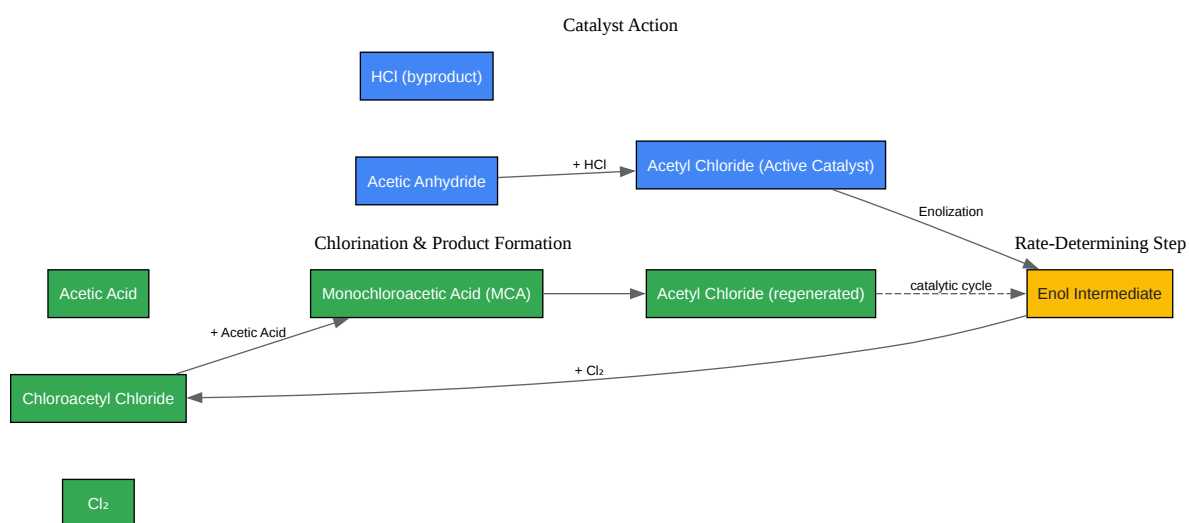 Catalyst Action
HCl (byproduct)
Acetic Anhydride
+ HCl
Acetyl Chloride (Active Catalyst)
Enolization
Chlorination & Product Formation
Rate-Determining Step
Acetic Acid
Monochloroacetic Acid (MCA)
Acetyl Chloride (regenerated)
catalytic cycle
Enol Intermediate
+ Acetic Acid
+ Cl₂
Chloroacetyl Chloride
Cl₂